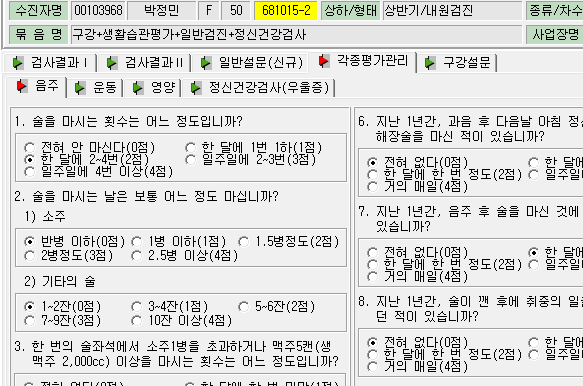 수진자명 00103968 박정민 F 50 681015-2 상하/형태 상반기/내원검진 종류/차수
묶 음 명 구강+생활습관평가+일반검진+정신건강검사 사업장명
검사결과Ⅰ 검사결과Ⅱ 일반설문(신규) 각종평가관리 구강설문
음주 운동 영양 정신건강검사(우울증)
1. 술을 마시는 횟수는 어느 정도입니까?
전혀 안 마신다(0점) 한 달에 1번 이하(1점)
한 달에 2~4번(2점) 일주일에 2~3번(3점)
일주일에 4번 이상(4점)
2. 술을 마시는 날은 보통 어느 정도 마십니까?
1) 소주
반병 이하(0점) 1병 이하(1점) 1.5병정도(2점)
2병정도(3점) 2.5병 이상(4점)
2) 기타의 술
1~2잔(0점) 3~4잔(1점) 5~6잔(2점)
7~9잔(3점) 10잔 이상(4점)
3. 한 번의 술좌석에서 소주1병을 초과하거나 맥주5캔(생
맥주 2,000cc) 이상을 마시는 횟수는 어느 정도입니까?
전혀 없다(0점) 한 달에 한 번 미만(1점)
6. 지난 1년간, 과음 후 다음날 아침
해장술을 마신 적이 있습니까?
전혀 없다(0점) 한 달에
한 달에 한 번 정도(2점) 일주일
거의 매일(4점)
7. 지난 1년간, 음주 후 술을 마신 것에
있습니까?
전혀 없다(0점) 한 달에
한 달에 한 번 정도(2점) 일주일
거의 매일(4점)
8. 지난 1년간, 술이 깬 후에 취중의 일을
던 적이 있습니까?
전혀 없다(0점) 한 달에
한 달에 한 번 정도(2점) 일주일
거의 매일(4점)